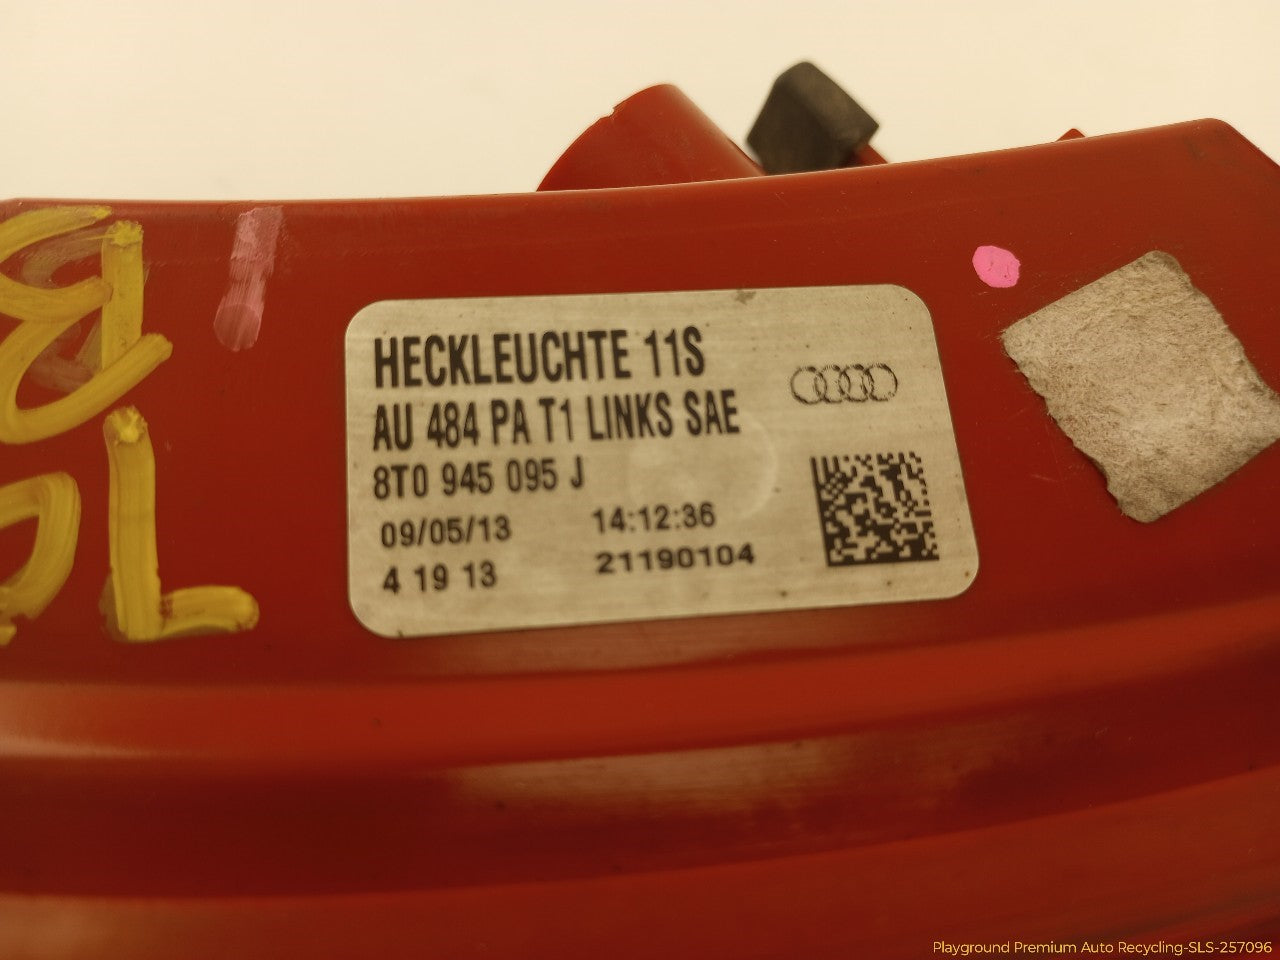 HECKLEUCHTE 11S
AU 484 PA T1 LINKS SAE
8T0 945 095 J
09/05/13 14:12:36
4 19 13 21190104
Playground Premium Auto Recycling-SLS-257096